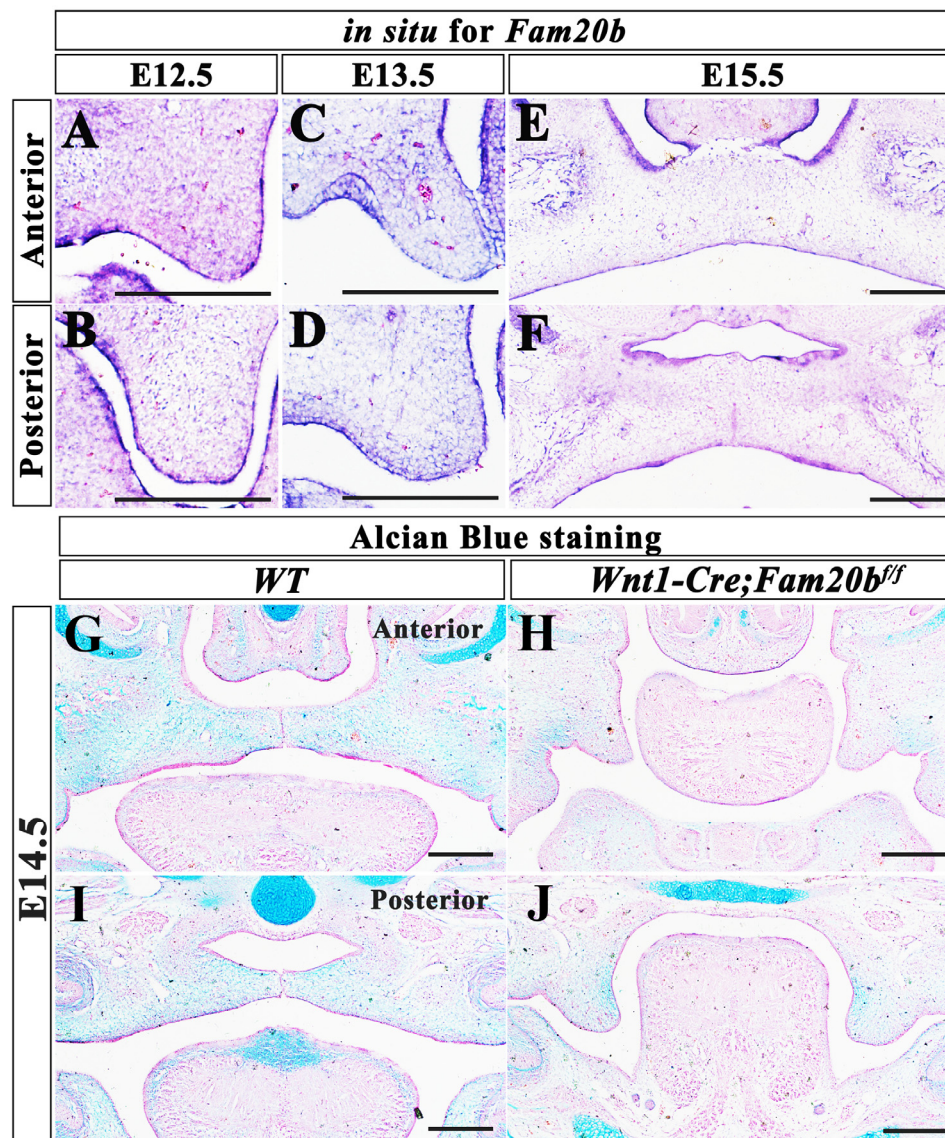 in situ for Fam20b
E12.5
E13.5
E15.5
Anterior
A
C
E
Posterior
B
D
F
Alcian Blue staining
WT
Wnt1-Cre;Fam20bf/f
E14.5
G
Anterior
H
I
Posterior
J